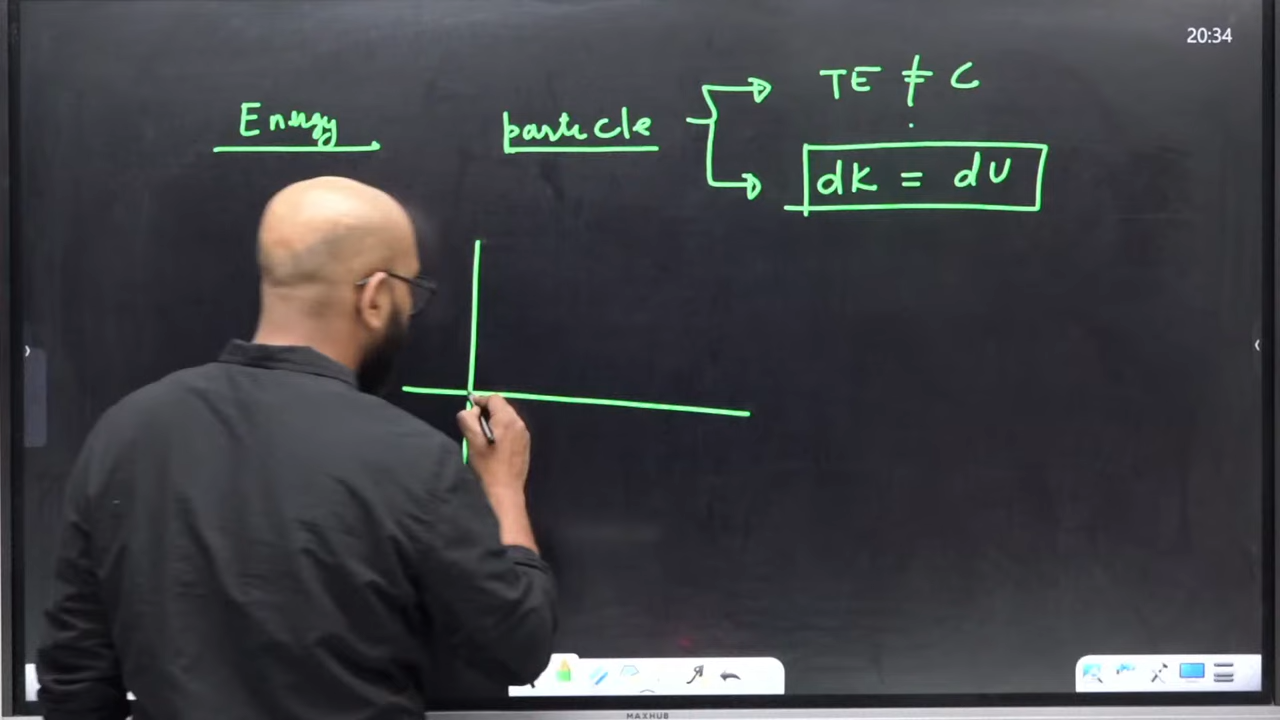 20:34
TE ≠ C
Energy particle
dK = dU
MAXHUB